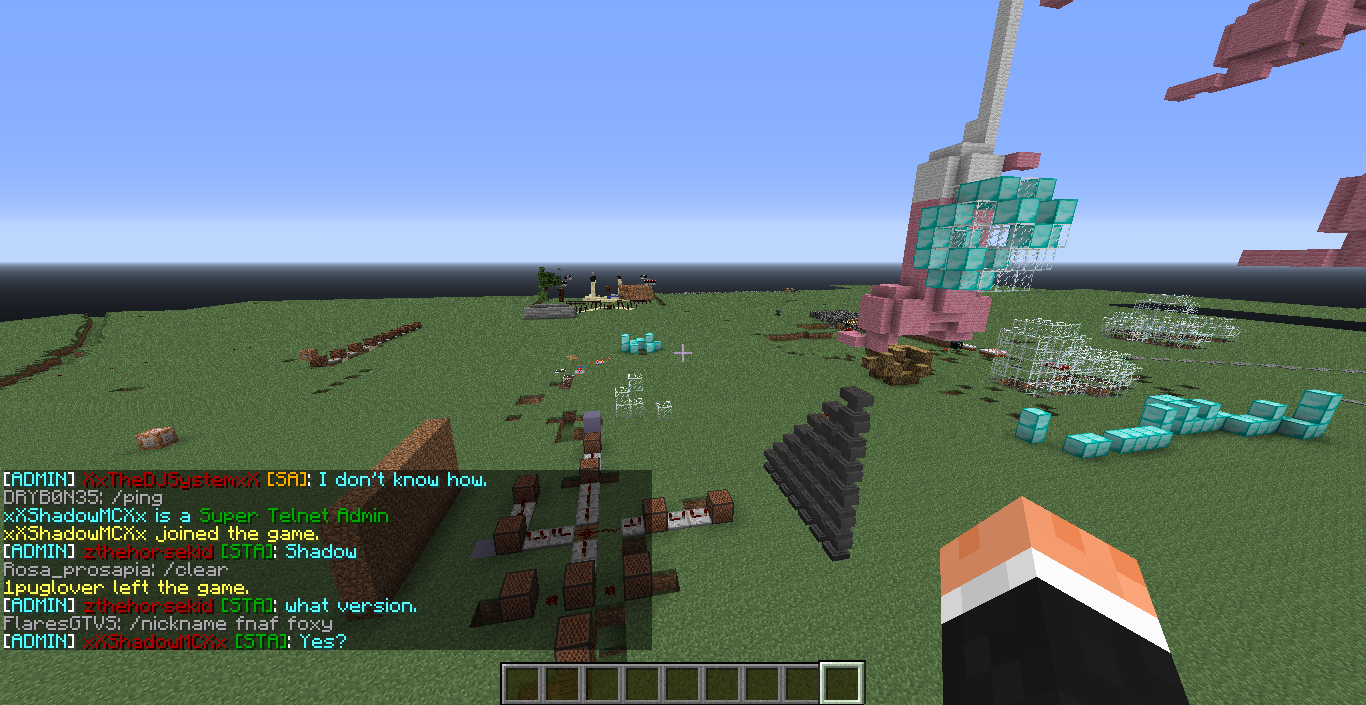 [ADMIN] XxTheDJSystemxX [SA]: I don't know how.
DRYB0N35: /ping
xXShadowMCXx is a Super Telnet Admin
xXShadowMCXx joined the game.
[ADMIN] zthehorsekid [STA]: Shadow
Rosa_prosapia: /clear
1puglover left the game.
[ADMIN] zthehorsekid [STA]: what version.
FlaresGTVS: /nickname fnaf foxy
[ADMIN] xXShadowMCXx [STA]: Yes?